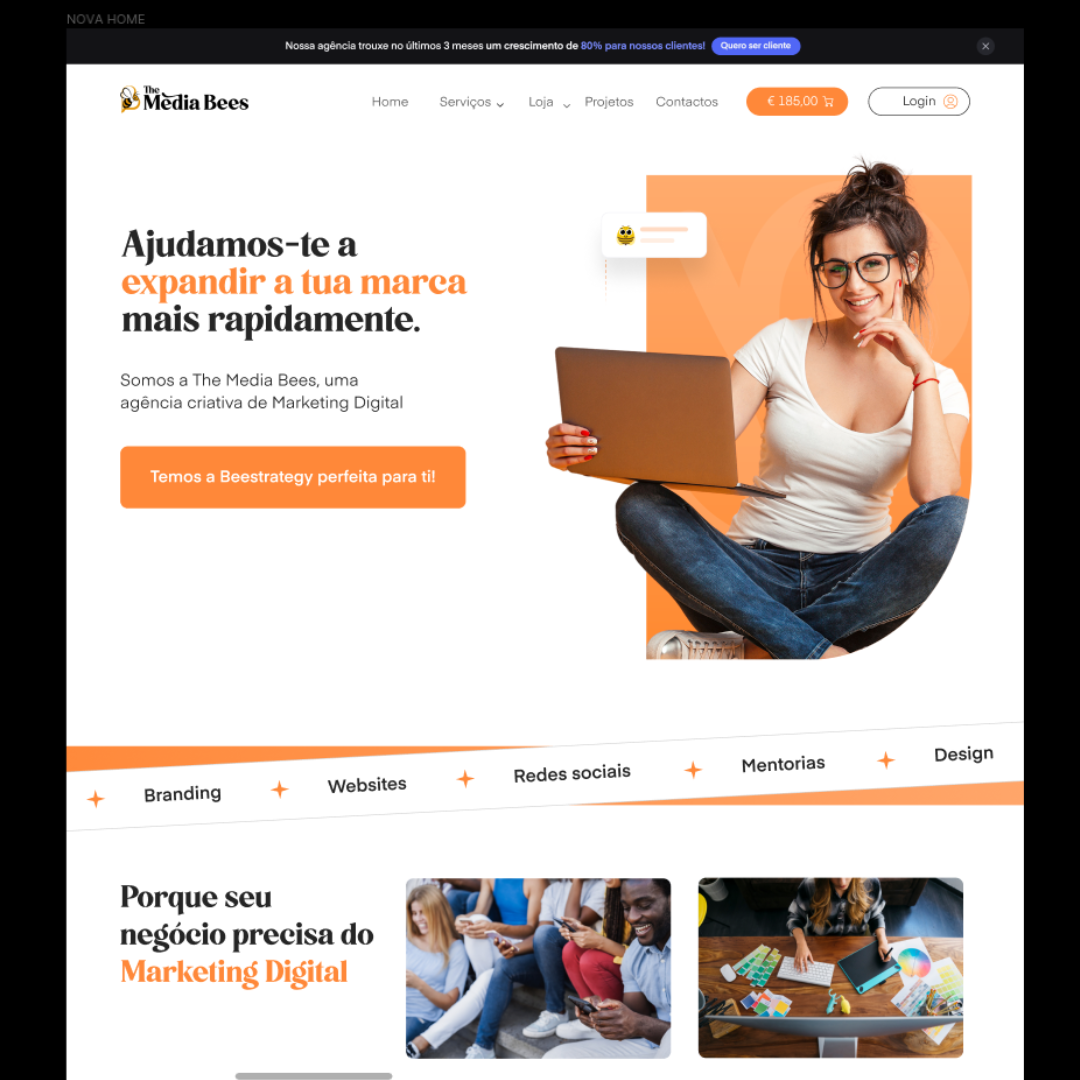 NOVA HOME
Nossa agência trouxe no últimos 3 meses um crescimento de 80% para nossos clientes! Quero ser cliente
The
Media Bees
Home Serviços Loja Projetos Contactos € 185,00 Login
Ajudamos-te a
expandir a tua marca
mais rapidamente.
Somos a The Media Bees, uma
agência criativa de Marketing Digital
Temos a Beestrategy perfeita para ti!
Branding Websites Redes sociais Mentorias Design
Porque seu
negócio precisa do
Marketing Digital